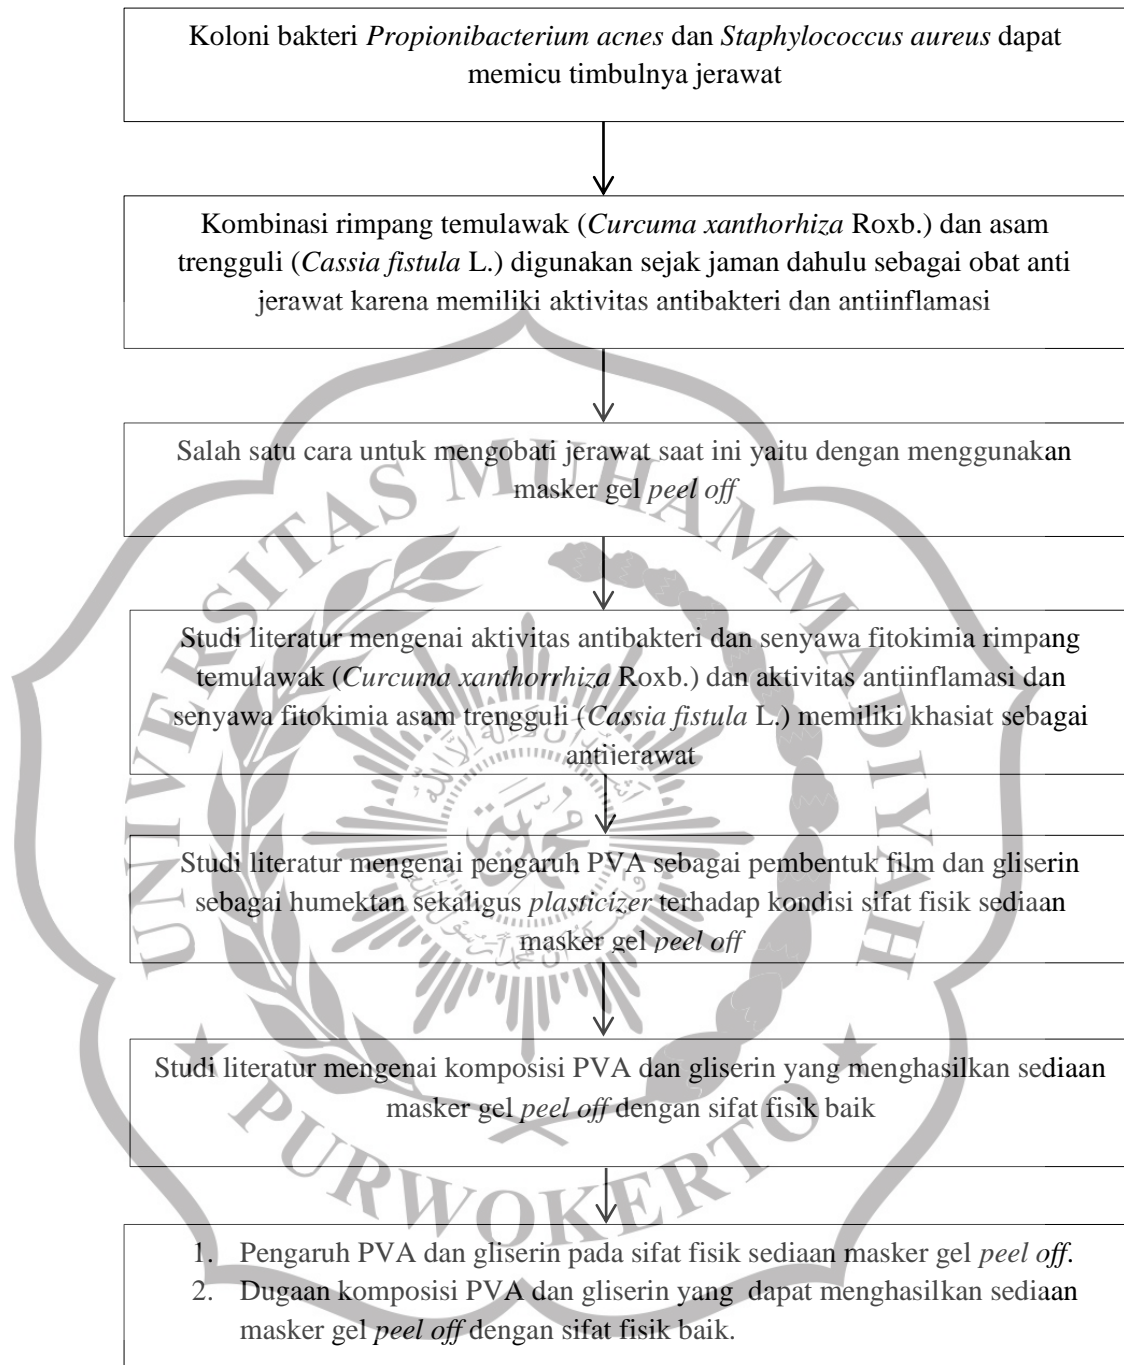 Koloni bakteri Propionibacterium acnes dan Staphylococcus aureus dapat
memicu timbulnya jerawat
Kombinasi rimpang temulawak (Curcuma xanthorhiza Roxb.) dan asam
trengguli (Cassia fistula L.) digunakan sejak jaman dahulu sebagai obat anti
jerawat karena memiliki aktivitas antibakteri dan antiinflamasi
Salah satu cara untuk mengobati jerawat saat ini yaitu dengan menggunakan
masker gel peel off
Studi literatur mengenai aktivitas antibakteri dan senyawa fitokimia rimpang
temulawak (Curcuma xanthorrhiza Roxb.) dan aktivitas antiinflamasi dan
senyawa fitokimia asam trengguli (Cassia fistula L.) memiliki khasiat sebagai
antijerawat
Studi literatur mengenai pengaruh PVA sebagai pembentuk film dan gliserin
sebagai humektan sekaligus plasticizer terhadap kondisi sifat fisik sediaan
masker gel peel off
Studi literatur mengenai komposisi PVA dan gliserin yang menghasilkan sediaan
masker gel peel off dengan sifat fisik baik
1. Pengaruh PVA dan gliserin pada sifat fisik sediaan masker gel peel off.
2. Dugaan komposisi PVA dan gliserin yang dapat menghasilkan sediaan
masker gel peel off dengan sifat fisik baik.
UNIVERSITAS MUHAMMADIYAH
PURWOKERTO
محمدية